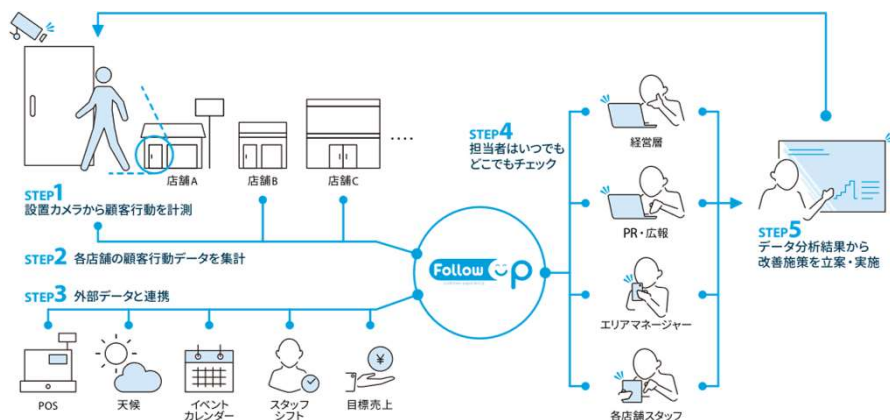 店舗A
店舗B
店舗C
‥‥
STEP1
設置カメラから顧客行動を計測
STEP2 各店舗の顧客行動データを集計
STEP3 外部データと連携
POS
天候
イベント
カレンダー
スタッフ
シフト
¥
目標売上
Follow UP
STEP4
担当者はいつでも
どこでもチェック
経営層
PR・広報
エリアマネージャー
各店舗スタッフ
STEP5
データ分析結果から
改善施策を立案・実施